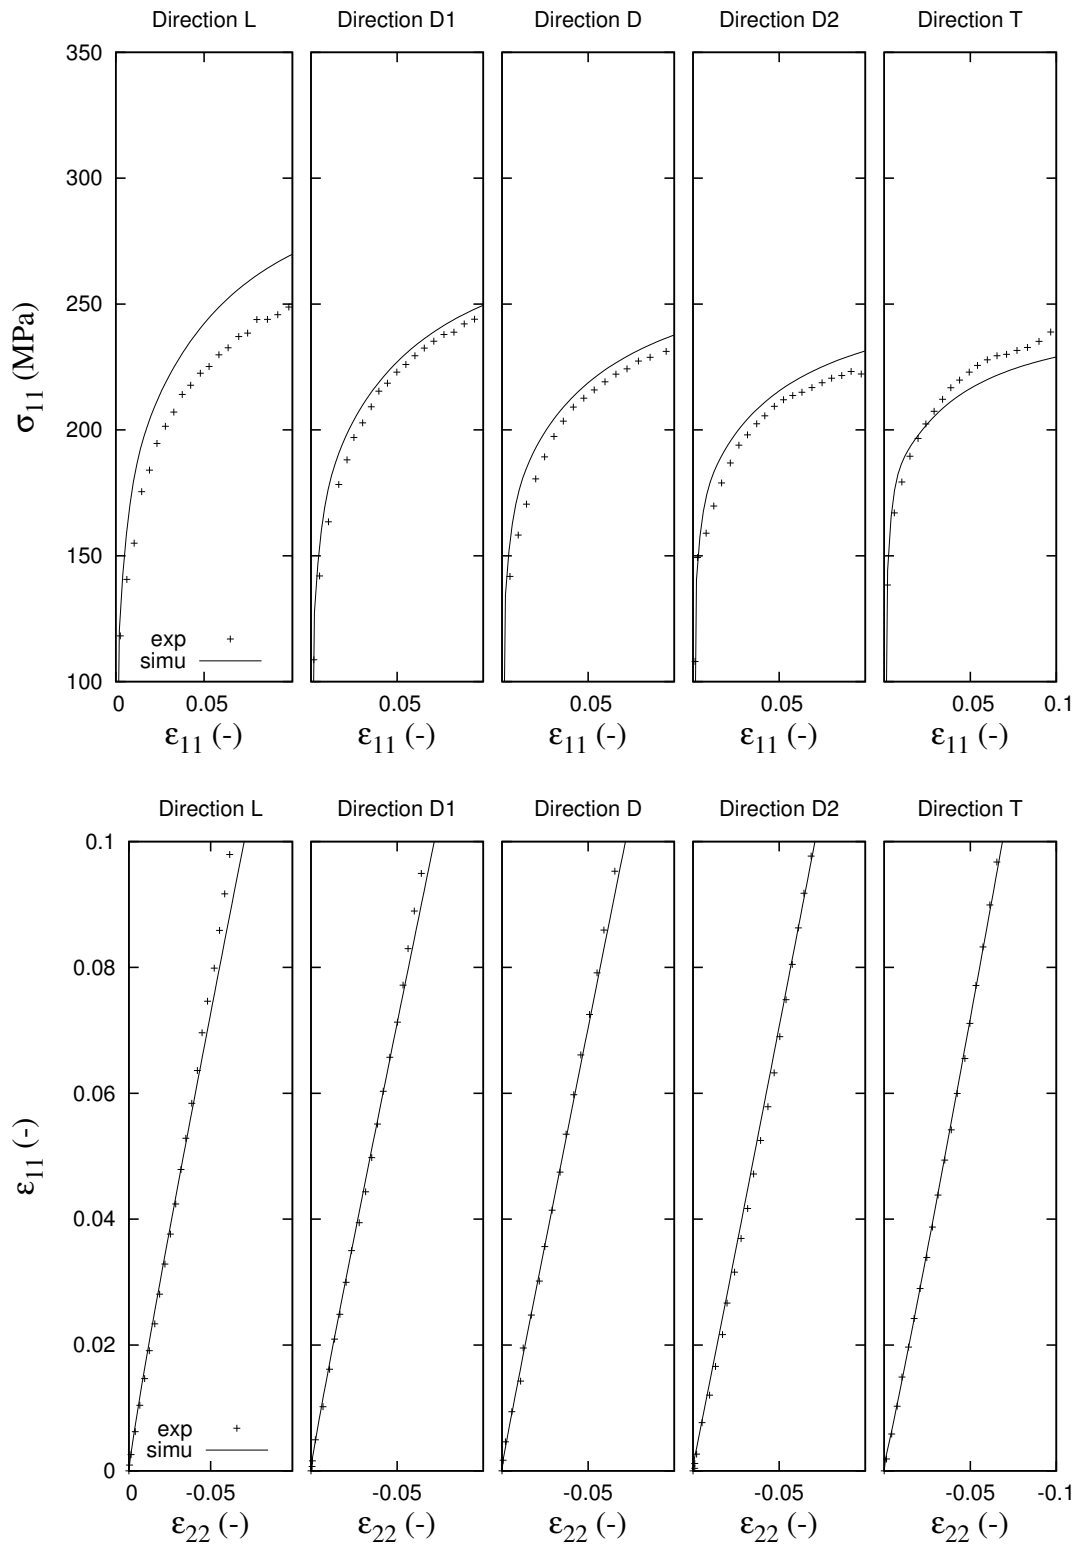 Direction L Direction D1 Direction D Direction D2 Direction T
350
300
250
200
150
100
σ11 (MPa)
exp
simu
0 0.05 0.05 0.05 0.05 0.05 0.1
ε11 (-) ε11 (-) ε11 (-) ε11 (-) ε11 (-)
Direction L Direction D1 Direction D Direction D2 Direction T
0.1
0.08
0.06
0.04
0.02
0
ε11 (-)
exp
simu
0 -0.05 -0.05 -0.05 -0.05 -0.05 -0.1
ε22 (-) ε22 (-) ε22 (-) ε22 (-) ε22 (-)